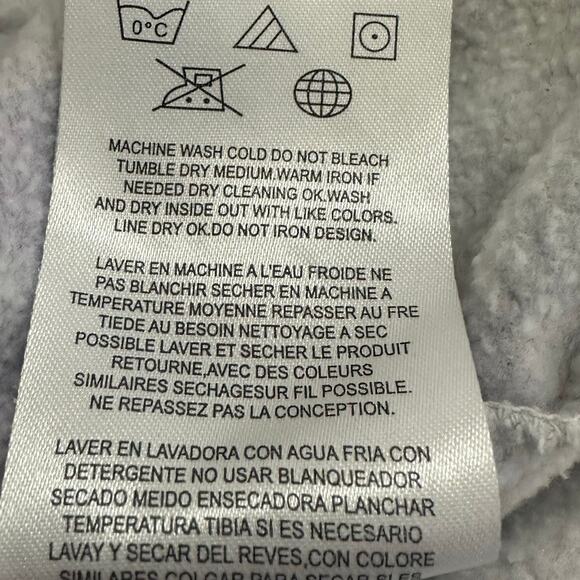 0°C
MACHINE WASH COLD DO NOT BLEACH
TUMBLE DRY MEDIUM.WARM IRON IF
NEEDED DRY CLEANING OK.WASH
AND DRY INSIDE OUT WITH LIKE COLORS.
LINE DRY OK.DO NOT IRON DESIGN.
LAVER EN MACHINE A L'EAU FROIDE NE
PAS BLANCHIR SECHER EN MACHINE A
TEMPERATURE MOYENNE REPASSER AU FRE
TIEDE AU BESOIN NETTOYAGE A SEC
POSSIBLE LAVER ET SECHER LE PRODUIT
RETOURNE,AVEC DES COLEURS
SIMILAIRES SECHAGESUR FIL POSSIBLE.
NE REPASSEZ PAS LA CONCEPTION.
LAVER EN LAVADORA CON AGUA FRIA CON
DETERGENTE NO USAR BLANQUEADOR
SECADO MEIDO ENSECADORA PLANCHAR
TEMPERATURA TIBIA SI ES NECESARIO
LAVAY Y SECAR DEL REVES,CON COLORE
SIMILARES COLGAR PARA SECAR